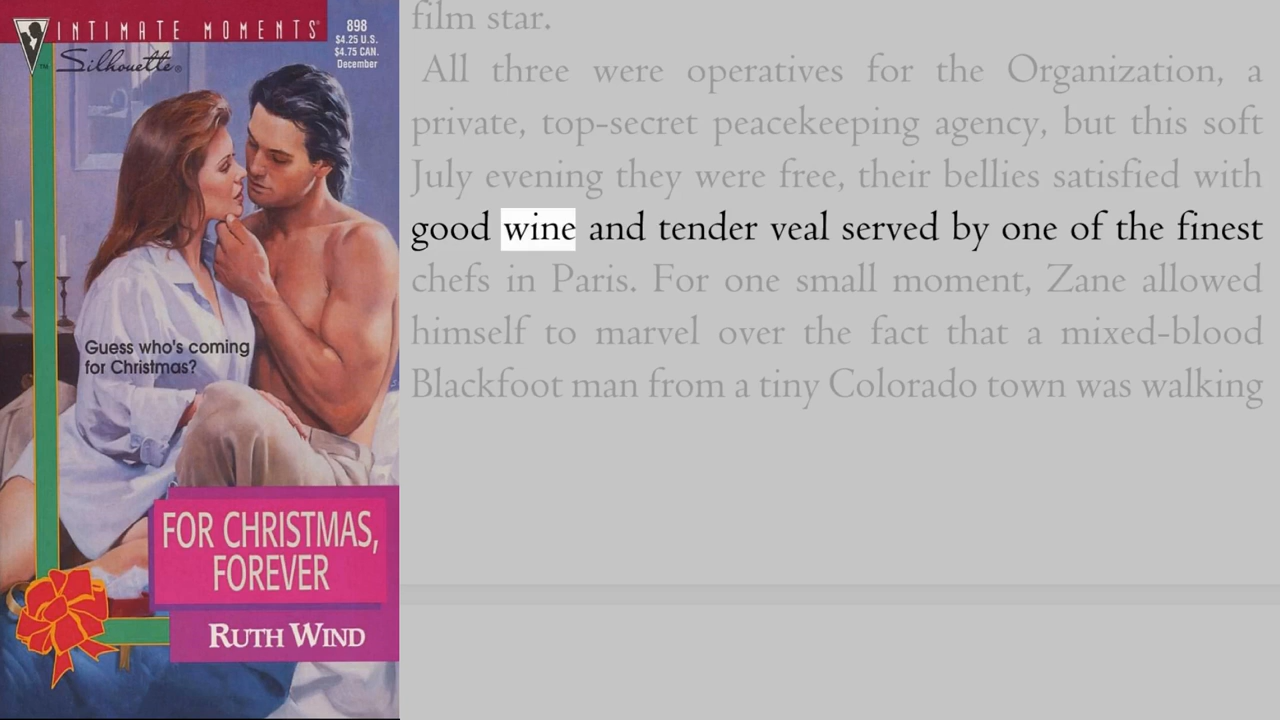 INTIMATE MOMENTS®
898
$4.25 U.S.
$4.75 CAN.
December
™
Silhouette®
Guess who's coming
for Christmas?
FOR CHRISTMAS,
FOREVER
RUTH WIND
film star.
All three were operatives for the Organization, a
private, top-secret peacekeeping agency, but this soft
July evening they were free, their bellies satisfied with
good wine and tender veal served by one of the finest
chefs in Paris. For one small moment, Zane allowed
himself to marvel over the fact that a mixed-blood
Blackfoot man from a tiny Colorado town was walking